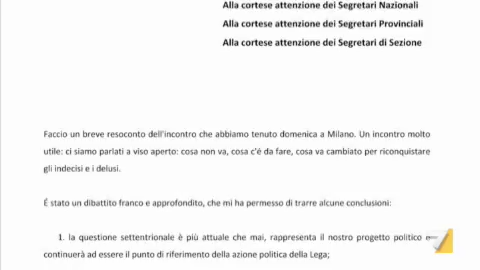 Alla cortese attenzione dei Segretari Nazionali
Alla cortese attenzione dei Segretari Provinciali
Alla cortese attenzione dei Segretari di Sezione
Faccio un breve resoconto dell'incontro che abbiamo tenuto domenica a Milano. Un incontro molto
utile: ci siamo parlati a viso aperto: cosa non va, cosa c'è da fare, cosa va cambiato per riconquistare
gli indecisi e i delusi.
É stato un dibattito franco e approfondito, che mi ha permesso di trarre alcune conclusioni:
1. la questione settentrionale è più attuale che mai, rappresenta il nostro progetto politico e
continuerà ad essere il punto di riferimento della azione politica della Lega;